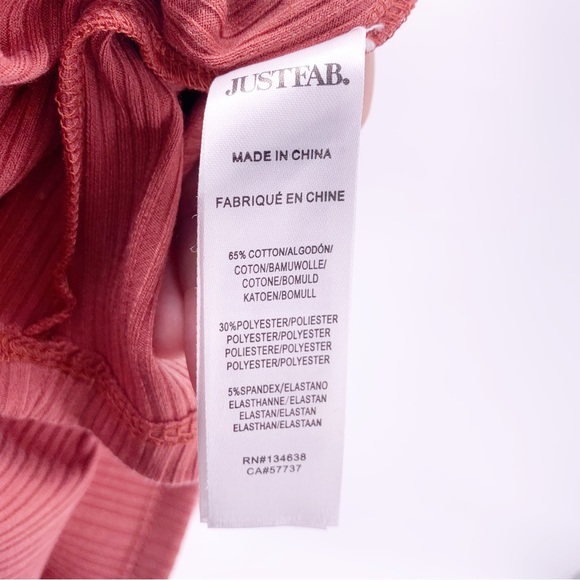 JUSTFAB.
MADE IN CHINA
FABRIQUÉ EN CHINE
65% COTTON/ALGODÓN/
COTON/BAMUWOLLE/
COTONE/BOMULD
KATOEN/BOMULL
30%POLYESTER/POLIESTER
POLYESTER/POLYESTER
POLIESTERE/POLYESTER
POLYESTER/POLYESTER
5%SPANDEX/ELASTANO
ELASTHANNE/ELASTAN
ELASTAN/ELASTAN
ELASTHAN/ELASTAAN
RN#134638
CA#57737